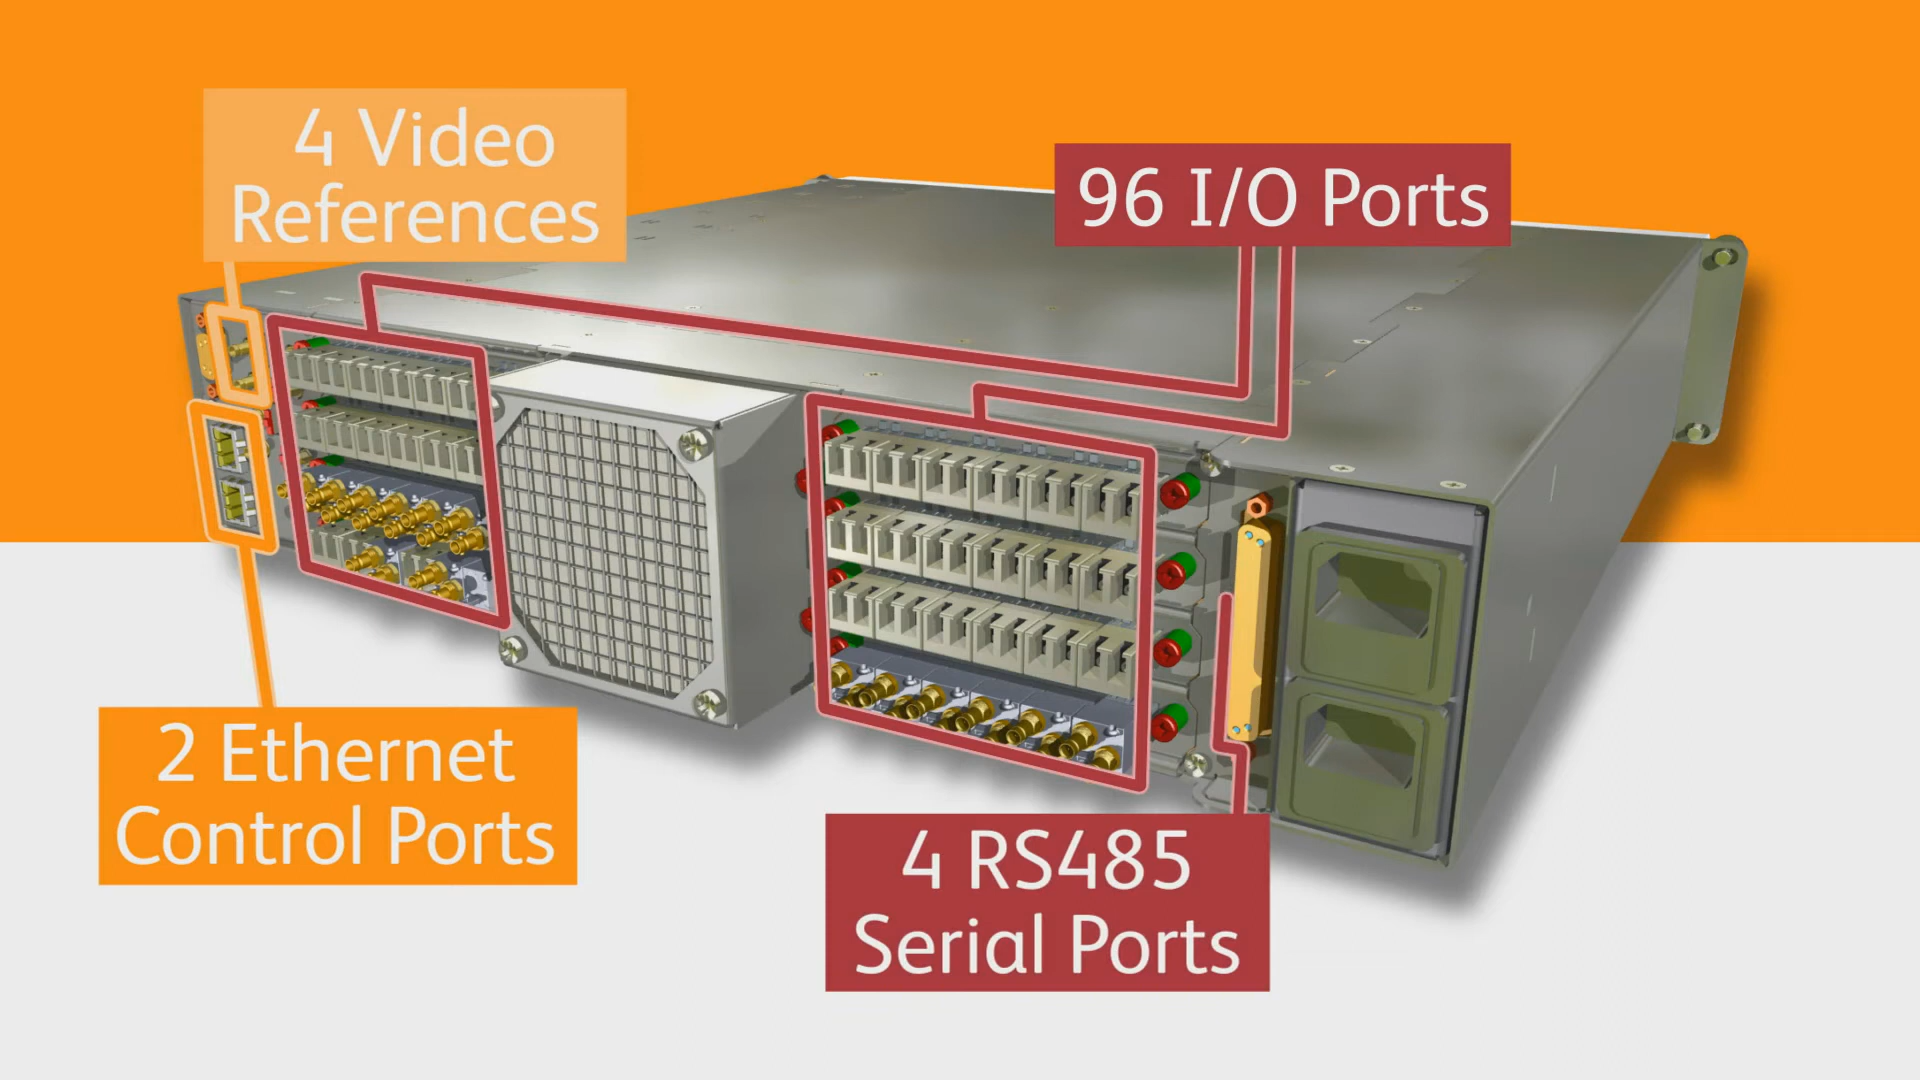 4 Video
References
96 I/O Ports
2 Ethernet
Control Ports
4 RS485
Serial Ports